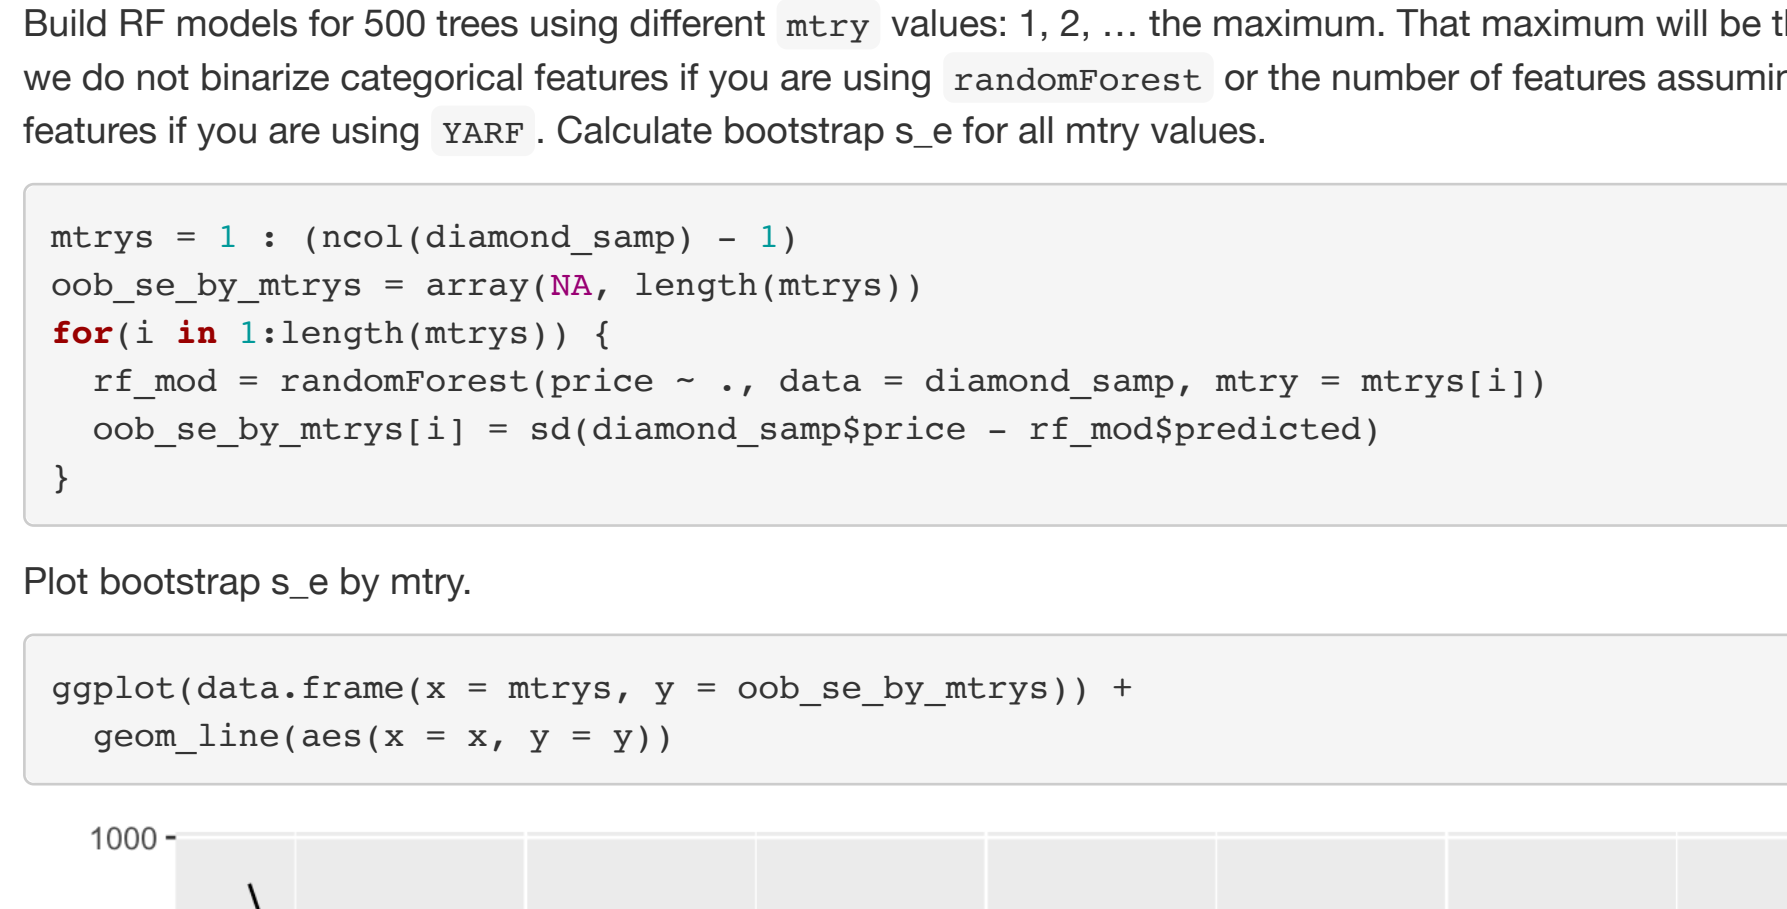 Build RF models for 500 trees using different mtry values: 1, 2, … the maximum. That maximum will be
we do not binarize categorical features if you are using randomForest or the number of features
features if you are using YARF . Calculate bootstrap s_e for all mtry values.
mtrys = 1 : (ncol(diamond_samp) - 1)
oob_se_by_mtrys = array(NA, length(mtrys))
for(i in 1:length(mtrys)) {
  rf_mod = randomForest(price ~ ., data = diamond_samp, mtry = mtrys[i])
  oob_se_by_mtrys[i] = sd(diamond_samp$price - rf_mod$predicted)
}
Plot bootstrap s_e by mtry.
ggplot(data.frame(x = mtrys, y = oob_se_by_mtrys)) +
  geom_line(aes(x = x, y = y))
1000